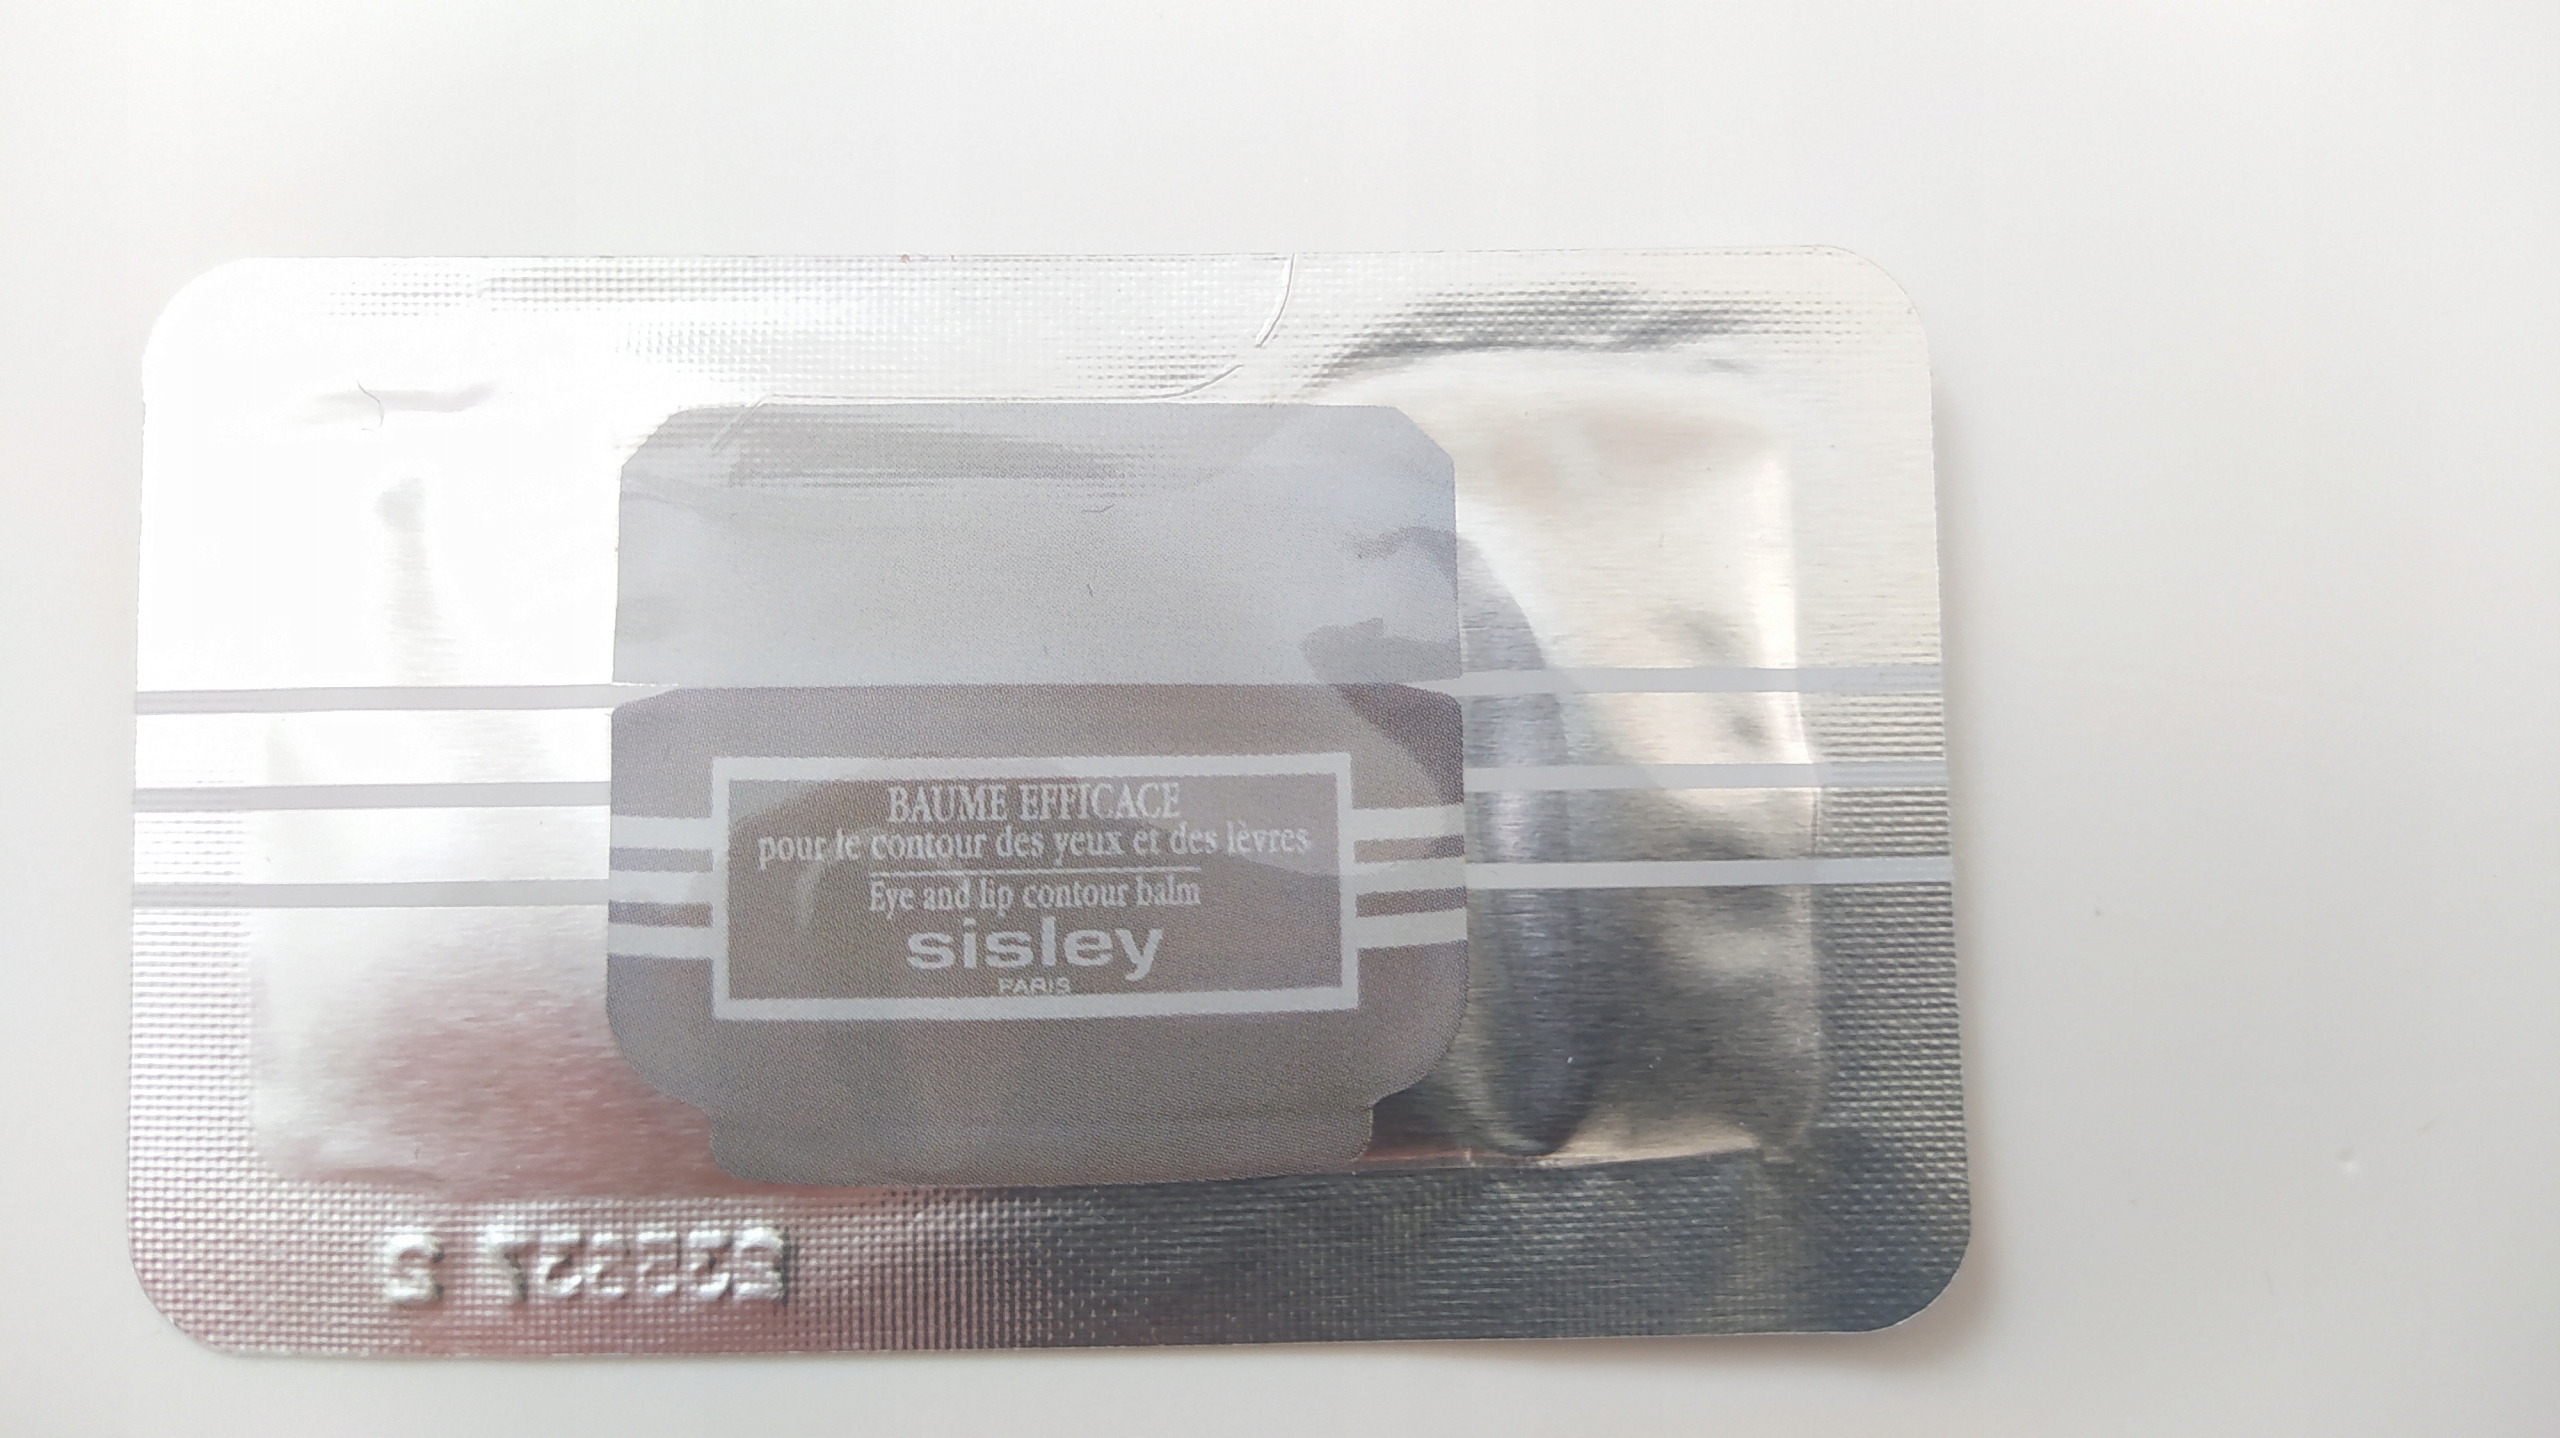 BAUME EFFICACE
pour le contour des yeux et des lèvres
Eye and lip contour balm
sisley
PARIS